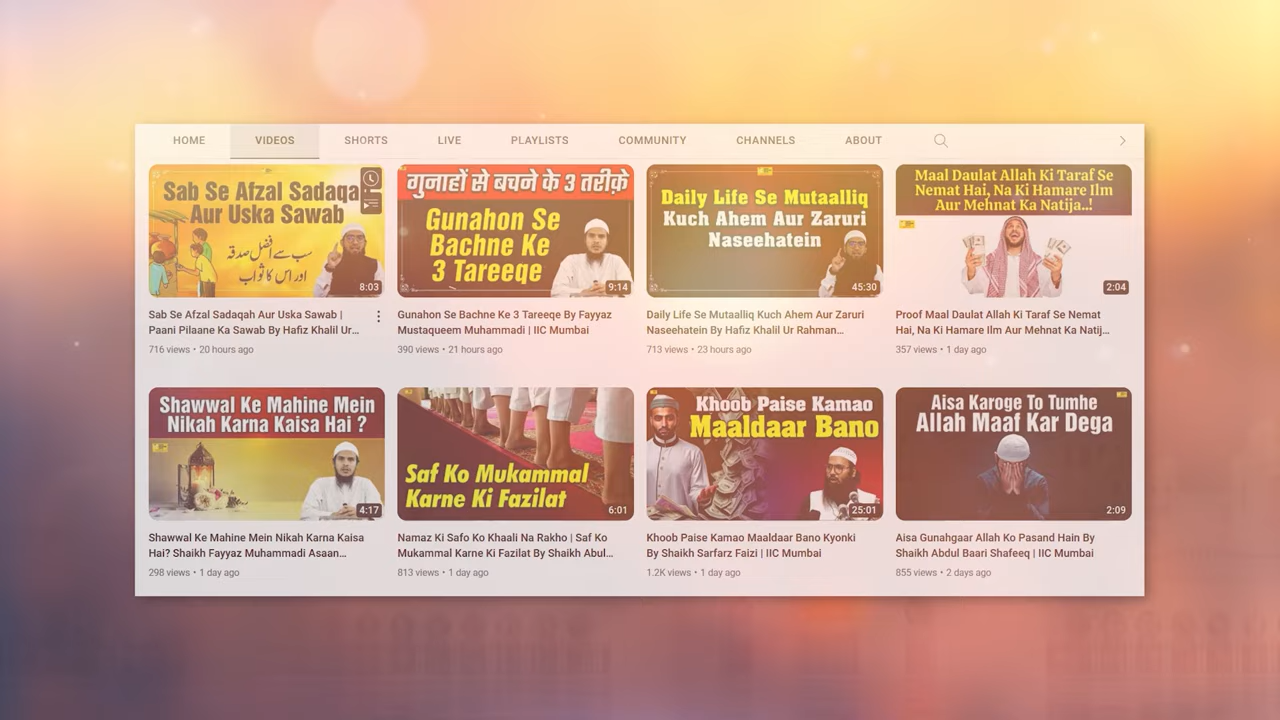 HOME
VIDEOS
SHORTS
LIVE
PLAYLISTS
COMMUNITY
CHANNELS
ABOUT
Sab Se Afzal Sadaqa
Aur Uska Sawab
سب سے افضل صدقہ
اور اس کا ثواب
8:03
Sab Se Afzal Sadaqah Aur Uska Sawab |
Paani Pilaane Ka Sawab By Hafiz Khalil Ur...
716 views • 20 hours ago
गुनाहों से बचने के 3 तरीक़े
Gunahon Se
Bachne Ke
3 Tareeqe
9:14
Gunahon Se Bachne Ke 3 Tareeqe By Fayyaz
Mustaqeem Muhammadi | IIC Mumbai
390 views • 21 hours ago
Daily Life Se Mutaalliq
Kuch Ahem Aur Zaruri
Naseehatein
45:30
Daily Life Se Mutaalliq Kuch Ahem Aur Zaruri
Naseehatein By Hafiz Khalil Ur Rahman...
713 views • 23 hours ago
Maal Daulat Allah Ki Taraf Se
Nemat Hai, Na Ki Hamare Ilm
Aur Mehnat Ka Natija..!
2:04
Proof Maal Daulat Allah Ki Taraf Se Nemat
Hai, Na Ki Hamare Ilm Aur Mehnat Ka Natij...
357 views • 1 day ago
Shawwal Ke Mahine Mein
Nikah Karna Kaisa Hai ?
4:17
Shawwal Ke Mahine Mein Nikah Karna Kaisa
Hai? Shaikh Fayyaz Muhammadi Asaan...
298 views • 1 day ago
Saf Ko Mukammal
Karne Ki Fazilat
6:01
Namaz Ki Safo Ko Khaali Na Rakho | Saf Ko
Mukammal Karne Ki Fazilat By Shaikh Abul...
813 views • 1 day ago
Khoob Paise Kamao
Maaldaar Bano
25:01
Khoob Paise Kamao Maaldaar Bano Kyonki
By Shaikh Sarfarz Faizi | IIC Mumbai
1.2K views • 1 day ago
Aisa Karoge To Tumhe
Allah Maaf Kar Dega
2:09
Aisa Gunahgaar Allah Ko Pasand Hain By
Shaikh Abdul Baari Shafeeq | IIC Mumbai
855 views • 2 days ago